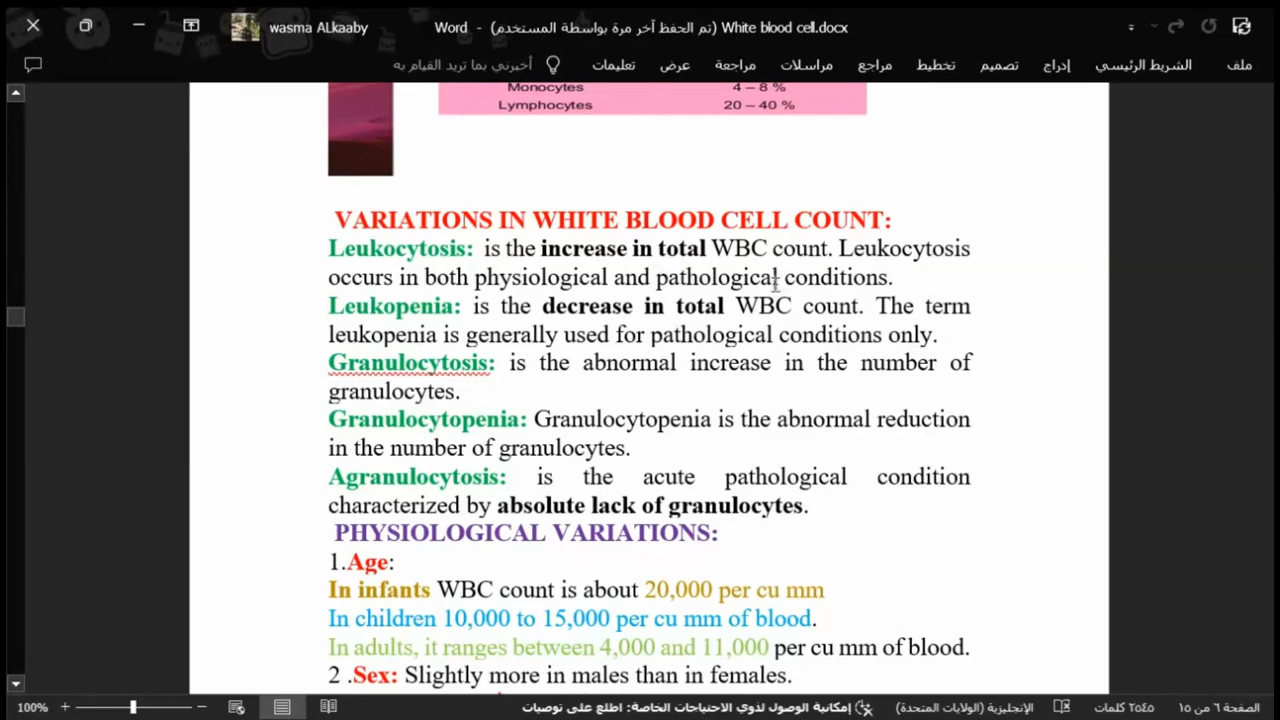 wasma ALkaaby
White blood cell.docx (تم الحفظ آخر مرة بواسطة المستخدم) - Word
ملف الشريط الرئيسي إدراج تصميم تخطيط مراجع مراسلات مراجعة عرض تعليمات أخبرني بما تريد القيام به
Monocytes 4 – 8 %
Lymphocytes 20 – 40 %
VARIATIONS IN WHITE BLOOD CELL COUNT:
Leukocytosis: is the increase in total WBC count. Leukocytosis
occurs in both physiological and pathological conditions.
Leukopenia: is the decrease in total WBC count. The term
leukopenia is generally used for pathological conditions only.
Granulocytosis: is the abnormal increase in the number of
granulocytes.
Granulocytopenia: Granulocytopenia is the abnormal reduction
in the number of granulocytes.
Agranulocytosis: is the acute pathological condition
characterized by absolute lack of granulocytes.
PHYSIOLOGICAL VARIATIONS:
1.Age:
In infants WBC count is about 20,000 per cu mm
In children 10,000 to 15,000 per cu mm of blood.
In adults, it ranges between 4,000 and 11,000 per cu mm of blood.
2 .Sex: Slightly more in males than in females.
الصفحة ٦ من ١٥ ٢٥٤٥ كلمات الإنجليزية (الولايات المتحدة) إمكانية الوصول لذوي الاحتياجات الخاصة: اطلع على توصيات 100%